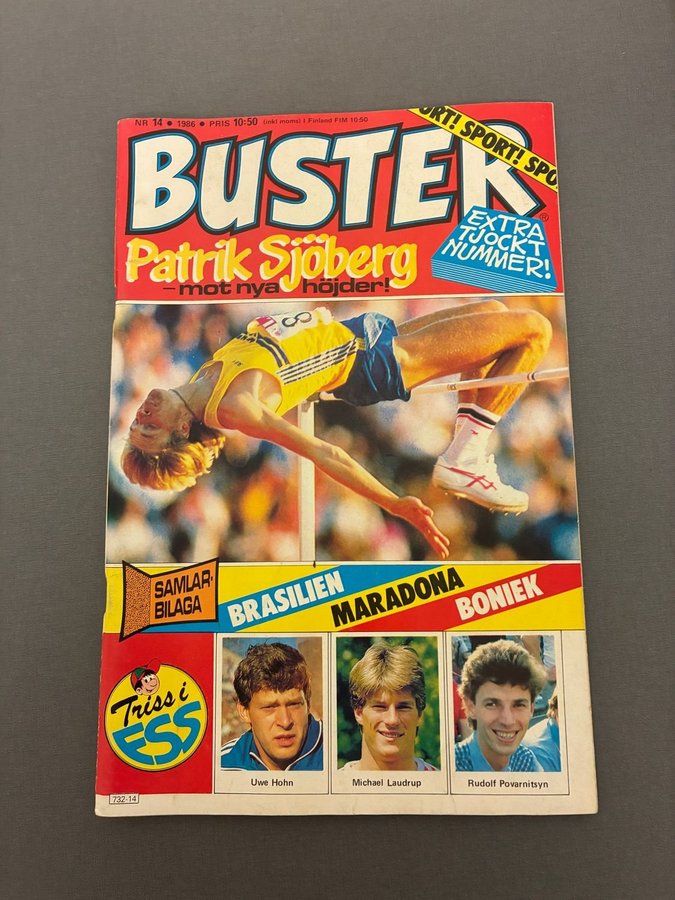 NR 14 • 1986 • PRIS 10:50 (inkl moms) I Finland FIM 10:50
ORT! SPORT! SPO
BUSTER
®
EXTRA
TJOCKT
NUMMER!
Patrik Sjöberg
– mot nya höjder!
8
SAMLAR-
BILAGA
BRASILIEN
MARADONA
BONIEK
Triss i
ESS
Uwe Hohn
Michael Laudrup
Rudolf Povarnitsyn
732-14